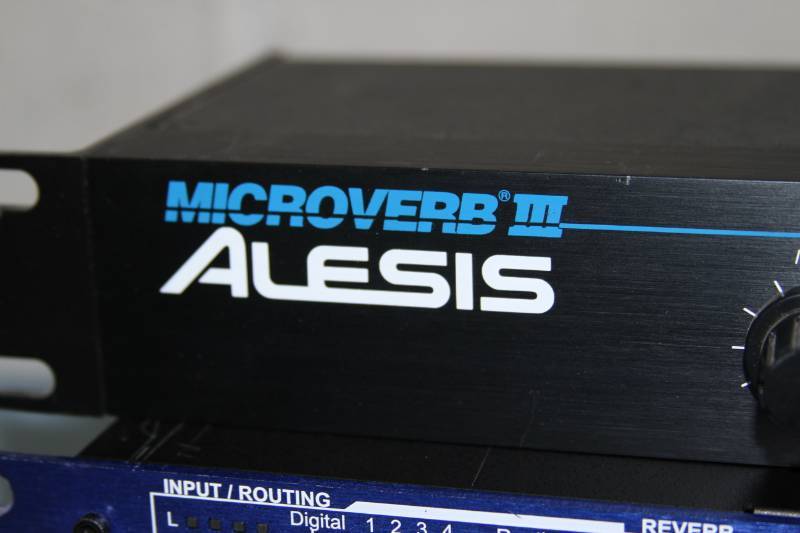 MICROVERB® III
ALESIS
INPUT / ROUTING
L Digital 1 2 3 4
REVERB